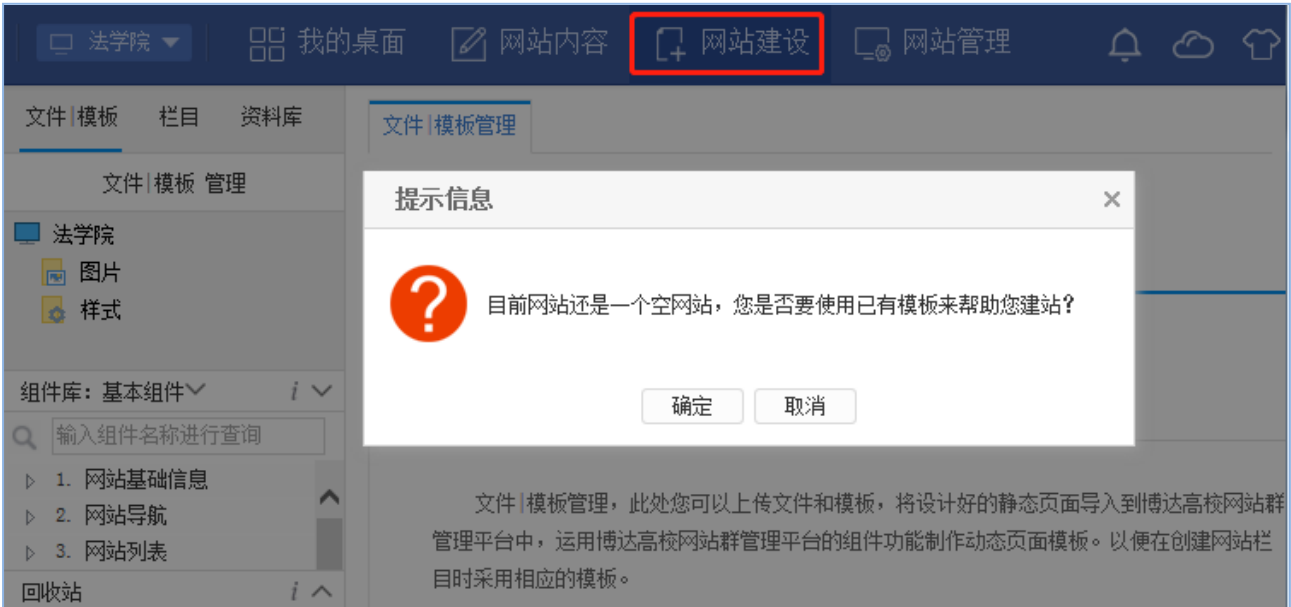 法学院 我的桌面 网站内容 网站建设 网站管理
文件|模板 栏目 资料库
文件|模板管理
文件|模板 管理
法学院
图片
样式
提示信息 ×
目前网站还是一个空网站，您是否要使用已有模板来帮助您建站？
确定 取消
组件库：基本组件
输入组件名称进行查询
1. 网站基础信息
2. 网站导航
3. 网站列表
回收站
文件|模板管理，此处您可以上传文件和模板，将设计好的静态页面导入到博达高校网站群
管理平台中，运用博达高校网站群管理平台的组件功能制作动态页面模板。以便在创建网站栏
目时采用相应的模板。